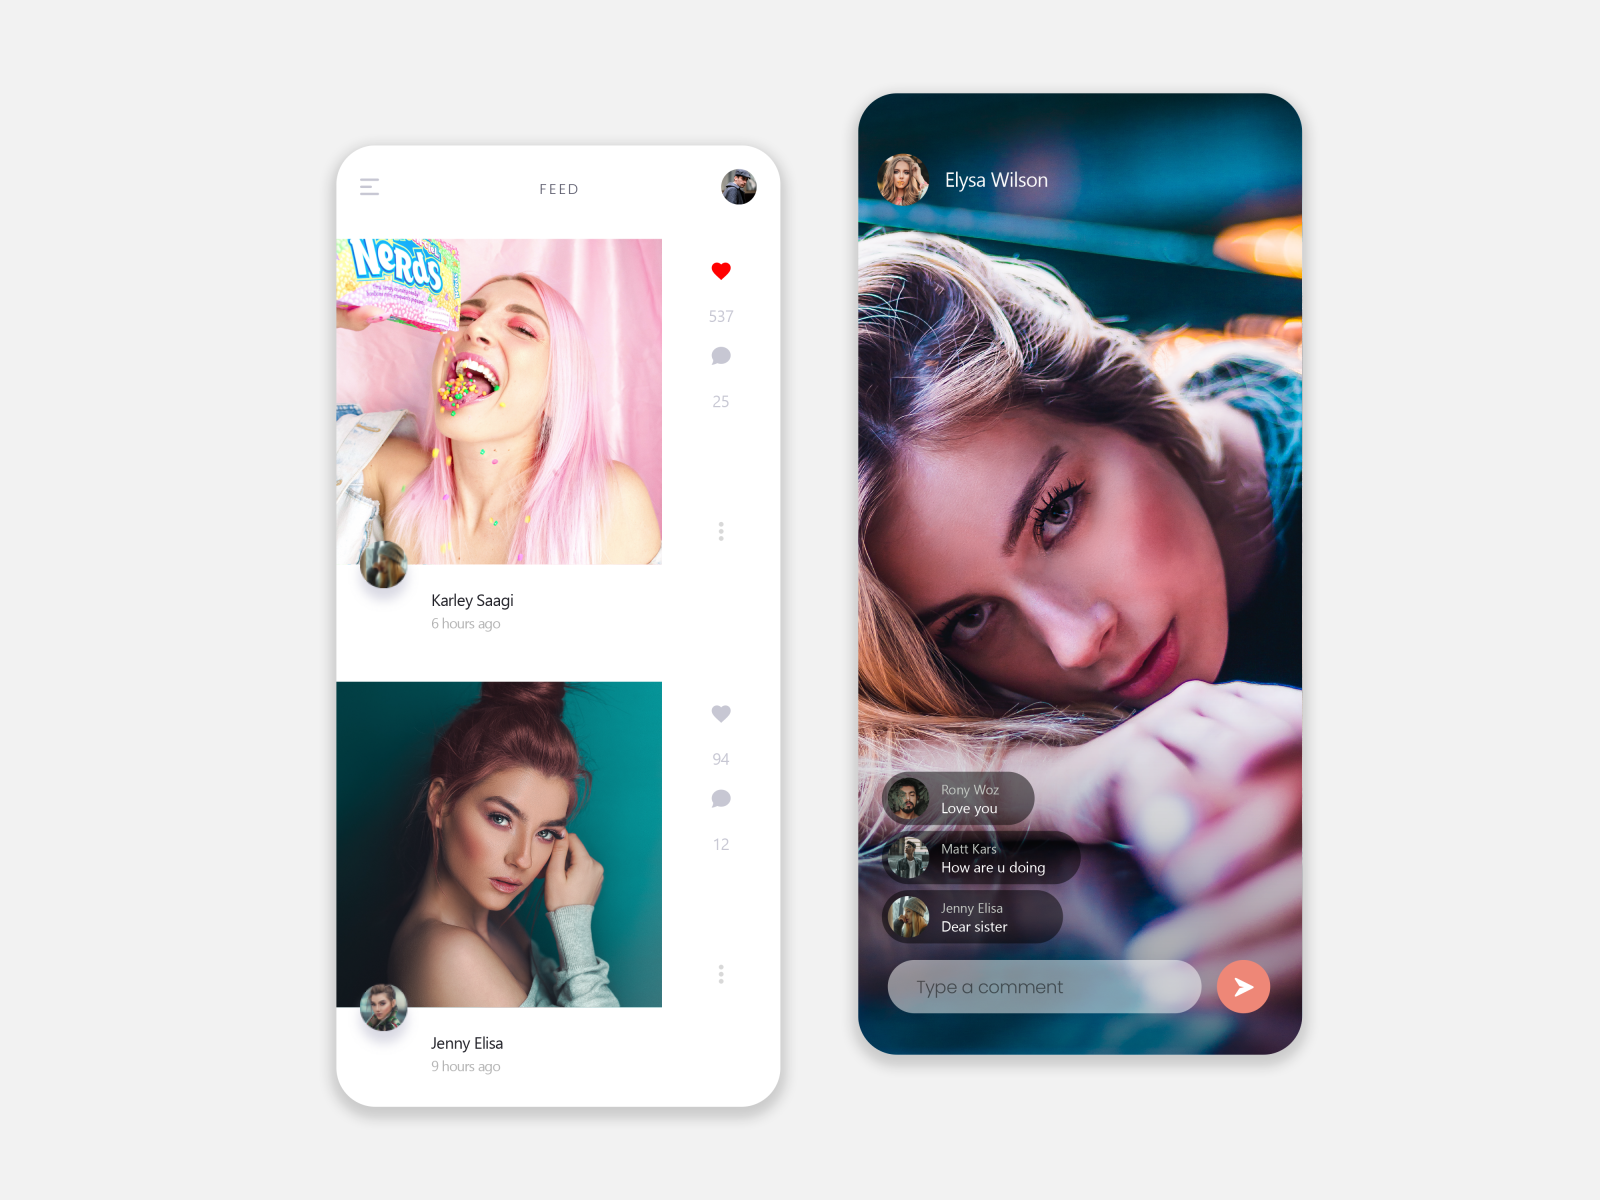 FEED
NeRds
537
25
Karley Saagi
6 hours ago
94
12
Jenny Elisa
9 hours ago
Elysa Wilson
Rony Woz
Love you
Matt Kars
How are u doing
Jenny Elisa
Dear sister
Type a comment